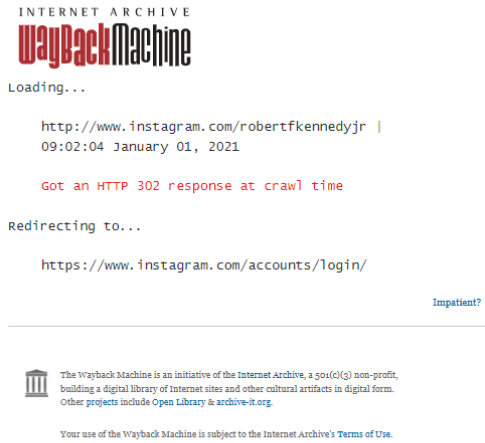 INTERNET ARCHIVE
WayBackMachine
Loading...
http://www.instagram.com/robertfkennedyjr |
09:02:04 January 01, 2021
Got an HTTP 302 response at crawl time
Redirecting to...
https://www.instagram.com/accounts/login/
Impatient?
The Wayback Machine is an initiative of the Internet Archive, a 501(c)(3) non-profit,
building a digital library of Internet sites and other cultural artifacts in digital form.
Other projects include Open Library & archive-it.org.
Your use of the Wayback Machine is subject to the Internet Archive's Terms of Use.